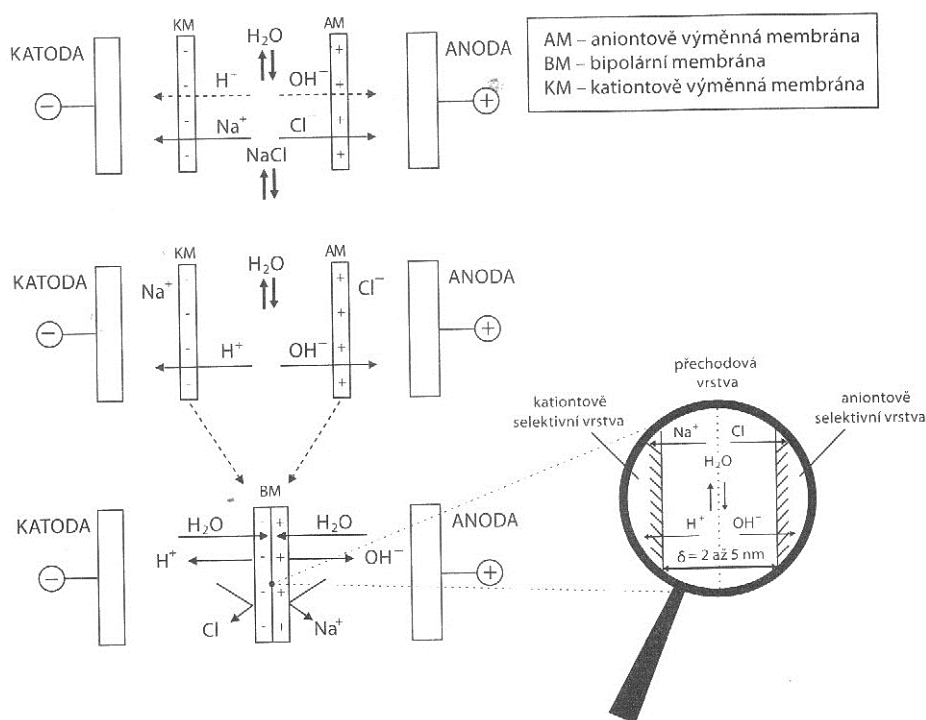 KATODA
KM
H₂O
AM
ANODA
AM – aniontově výměnná membrána
BM – bipolární membrána
KM – kationtově výměnná membrána
H⁻ OH⁻
Na⁺ Cl
NaCl
- - - -
+ + + +
− +
KATODA
KM
H₂O
AM
ANODA
Na⁺
Cl⁻
H⁺ OH⁻
- - - -
+ + + + +
− +
přechodová
vrstva
kationtově
selektivní vrstva
aniontově
selektivní vrstva
Na⁺ Cl
H₂O
H⁺ OH⁻
δ = 2 až 5 nm
KATODA
BM
ANODA
H₂O H₂O
H⁺ OH⁻
Cl Na⁺
- - - -
+ + + +
− +